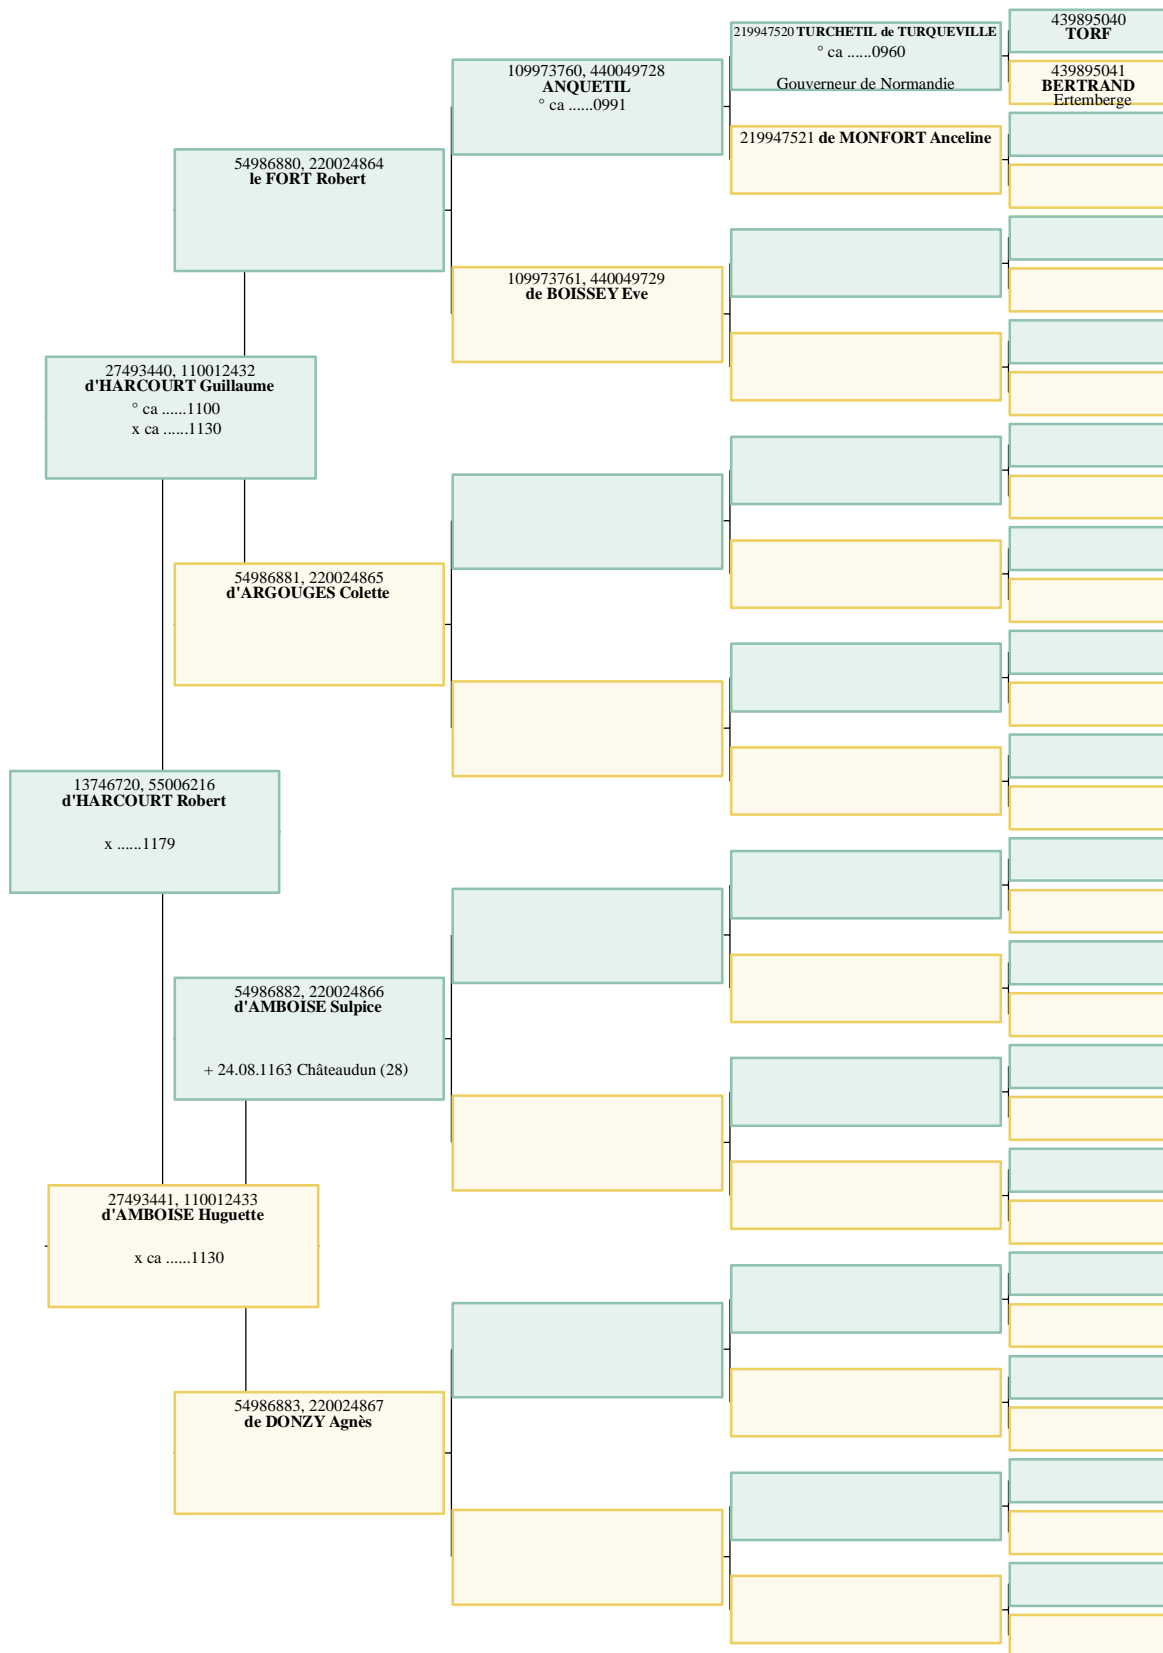 439895040
TORF
219947520 TURCHETIL de TURQUEVILLE
° ca ......0960
Gouverneur de Normandie
439895041
BERTRAND
Ertemberge
109973760, 440049728
ANQUETIL
° ca ......0991
219947521 de MONFORT Anceline
54986880, 220024864
le FORT Robert
109973761, 440049729
de BOISSEY Eve
27493440, 110012432
d'HARCOURT Guillaume
° ca ......1100
x ca ......1130
54986881, 220024865
d'ARGOUGES Colette
13746720, 55006216
d'HARCOURT Robert
x ......1179
54986882, 220024866
d'AMBOISE Sulpice
+ 24.08.1163 Châteaudun (28)
27493441, 110012433
d'AMBOISE Huguette
x ca ......1130
54986883, 220024867
de DONZY Agnès